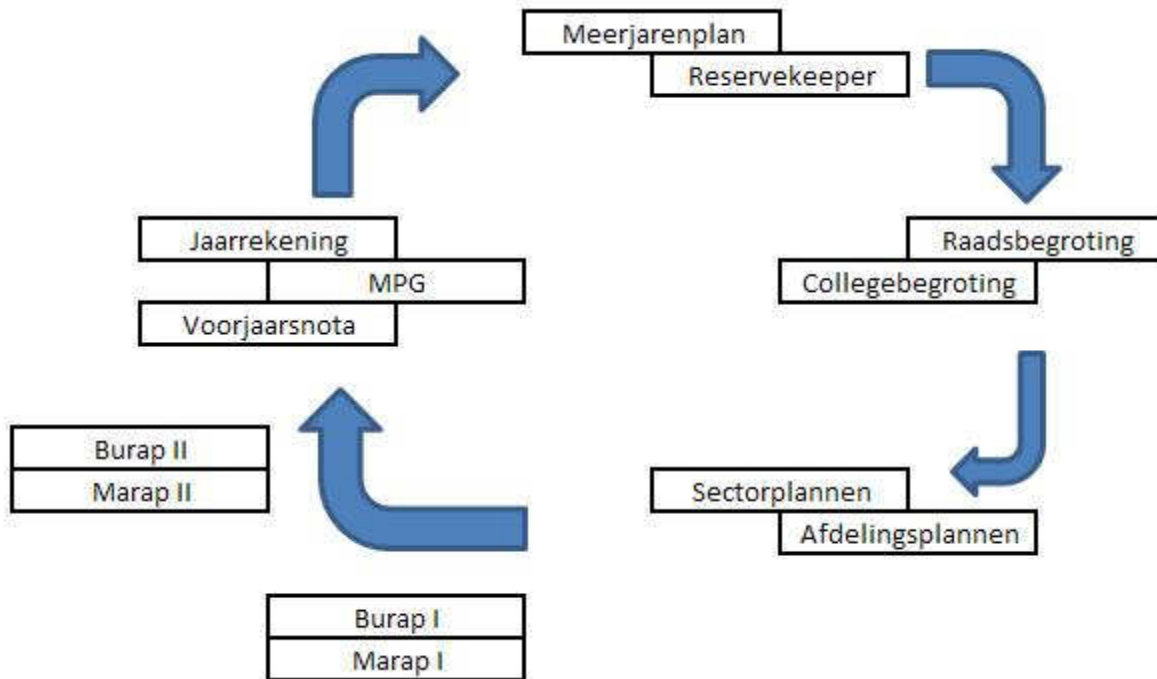 Meerjarenplan
Reservekeeper
Jaarrekening
MPG
Voorjaarsnota
Raadsbegroting
Collegebegroting
Burap II
Marap II
Sectorplannen
Afdelingsplannen
Burap I
Marap I